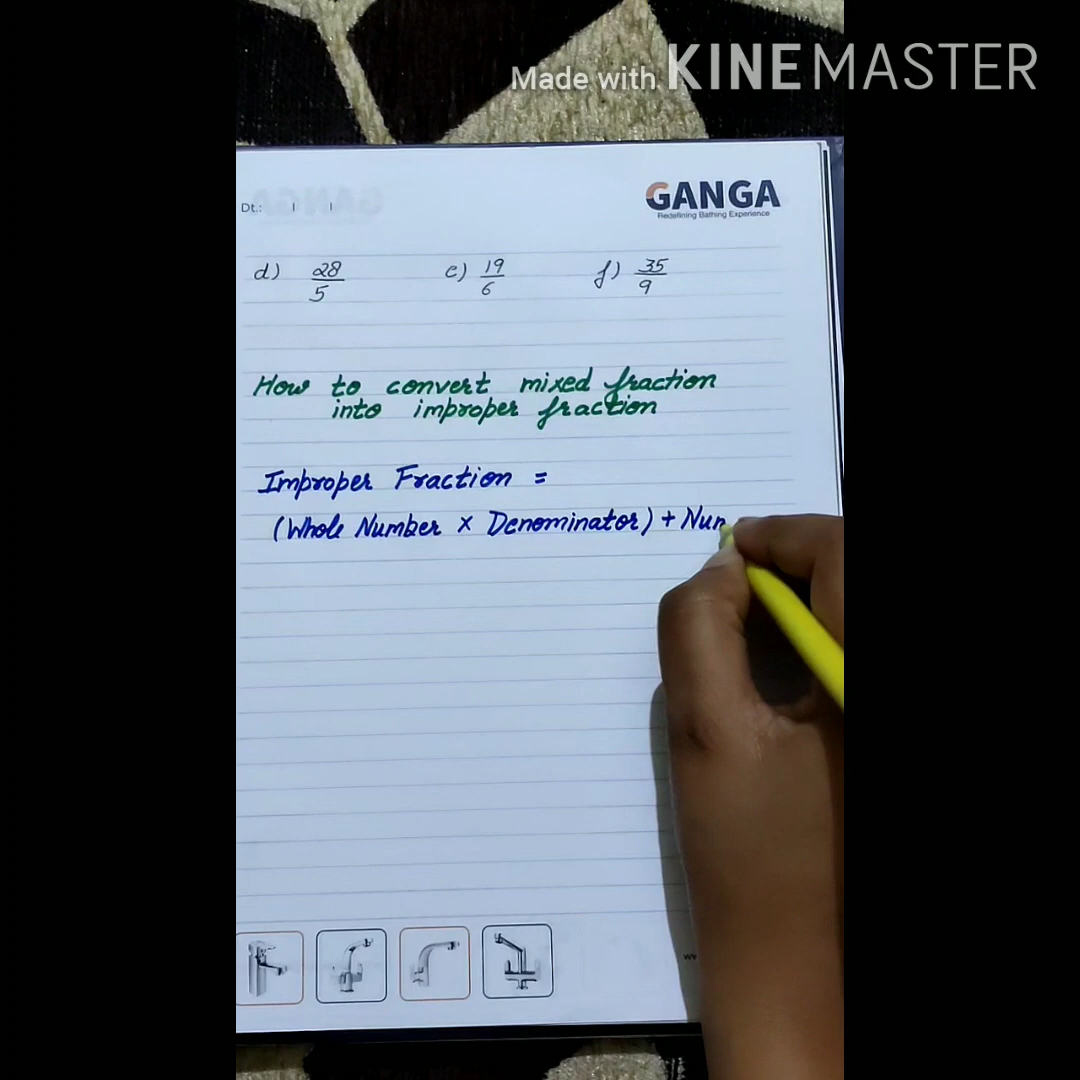 Made with KINEMASTER
GANGA
Redefining Bathing Experience
Dt.:
d) 28/5 e) 19/6 f) 35/9
How to convert mixed fraction
into improper fraction
Improper Fraction =
(Whole Number × Denominator) + Num